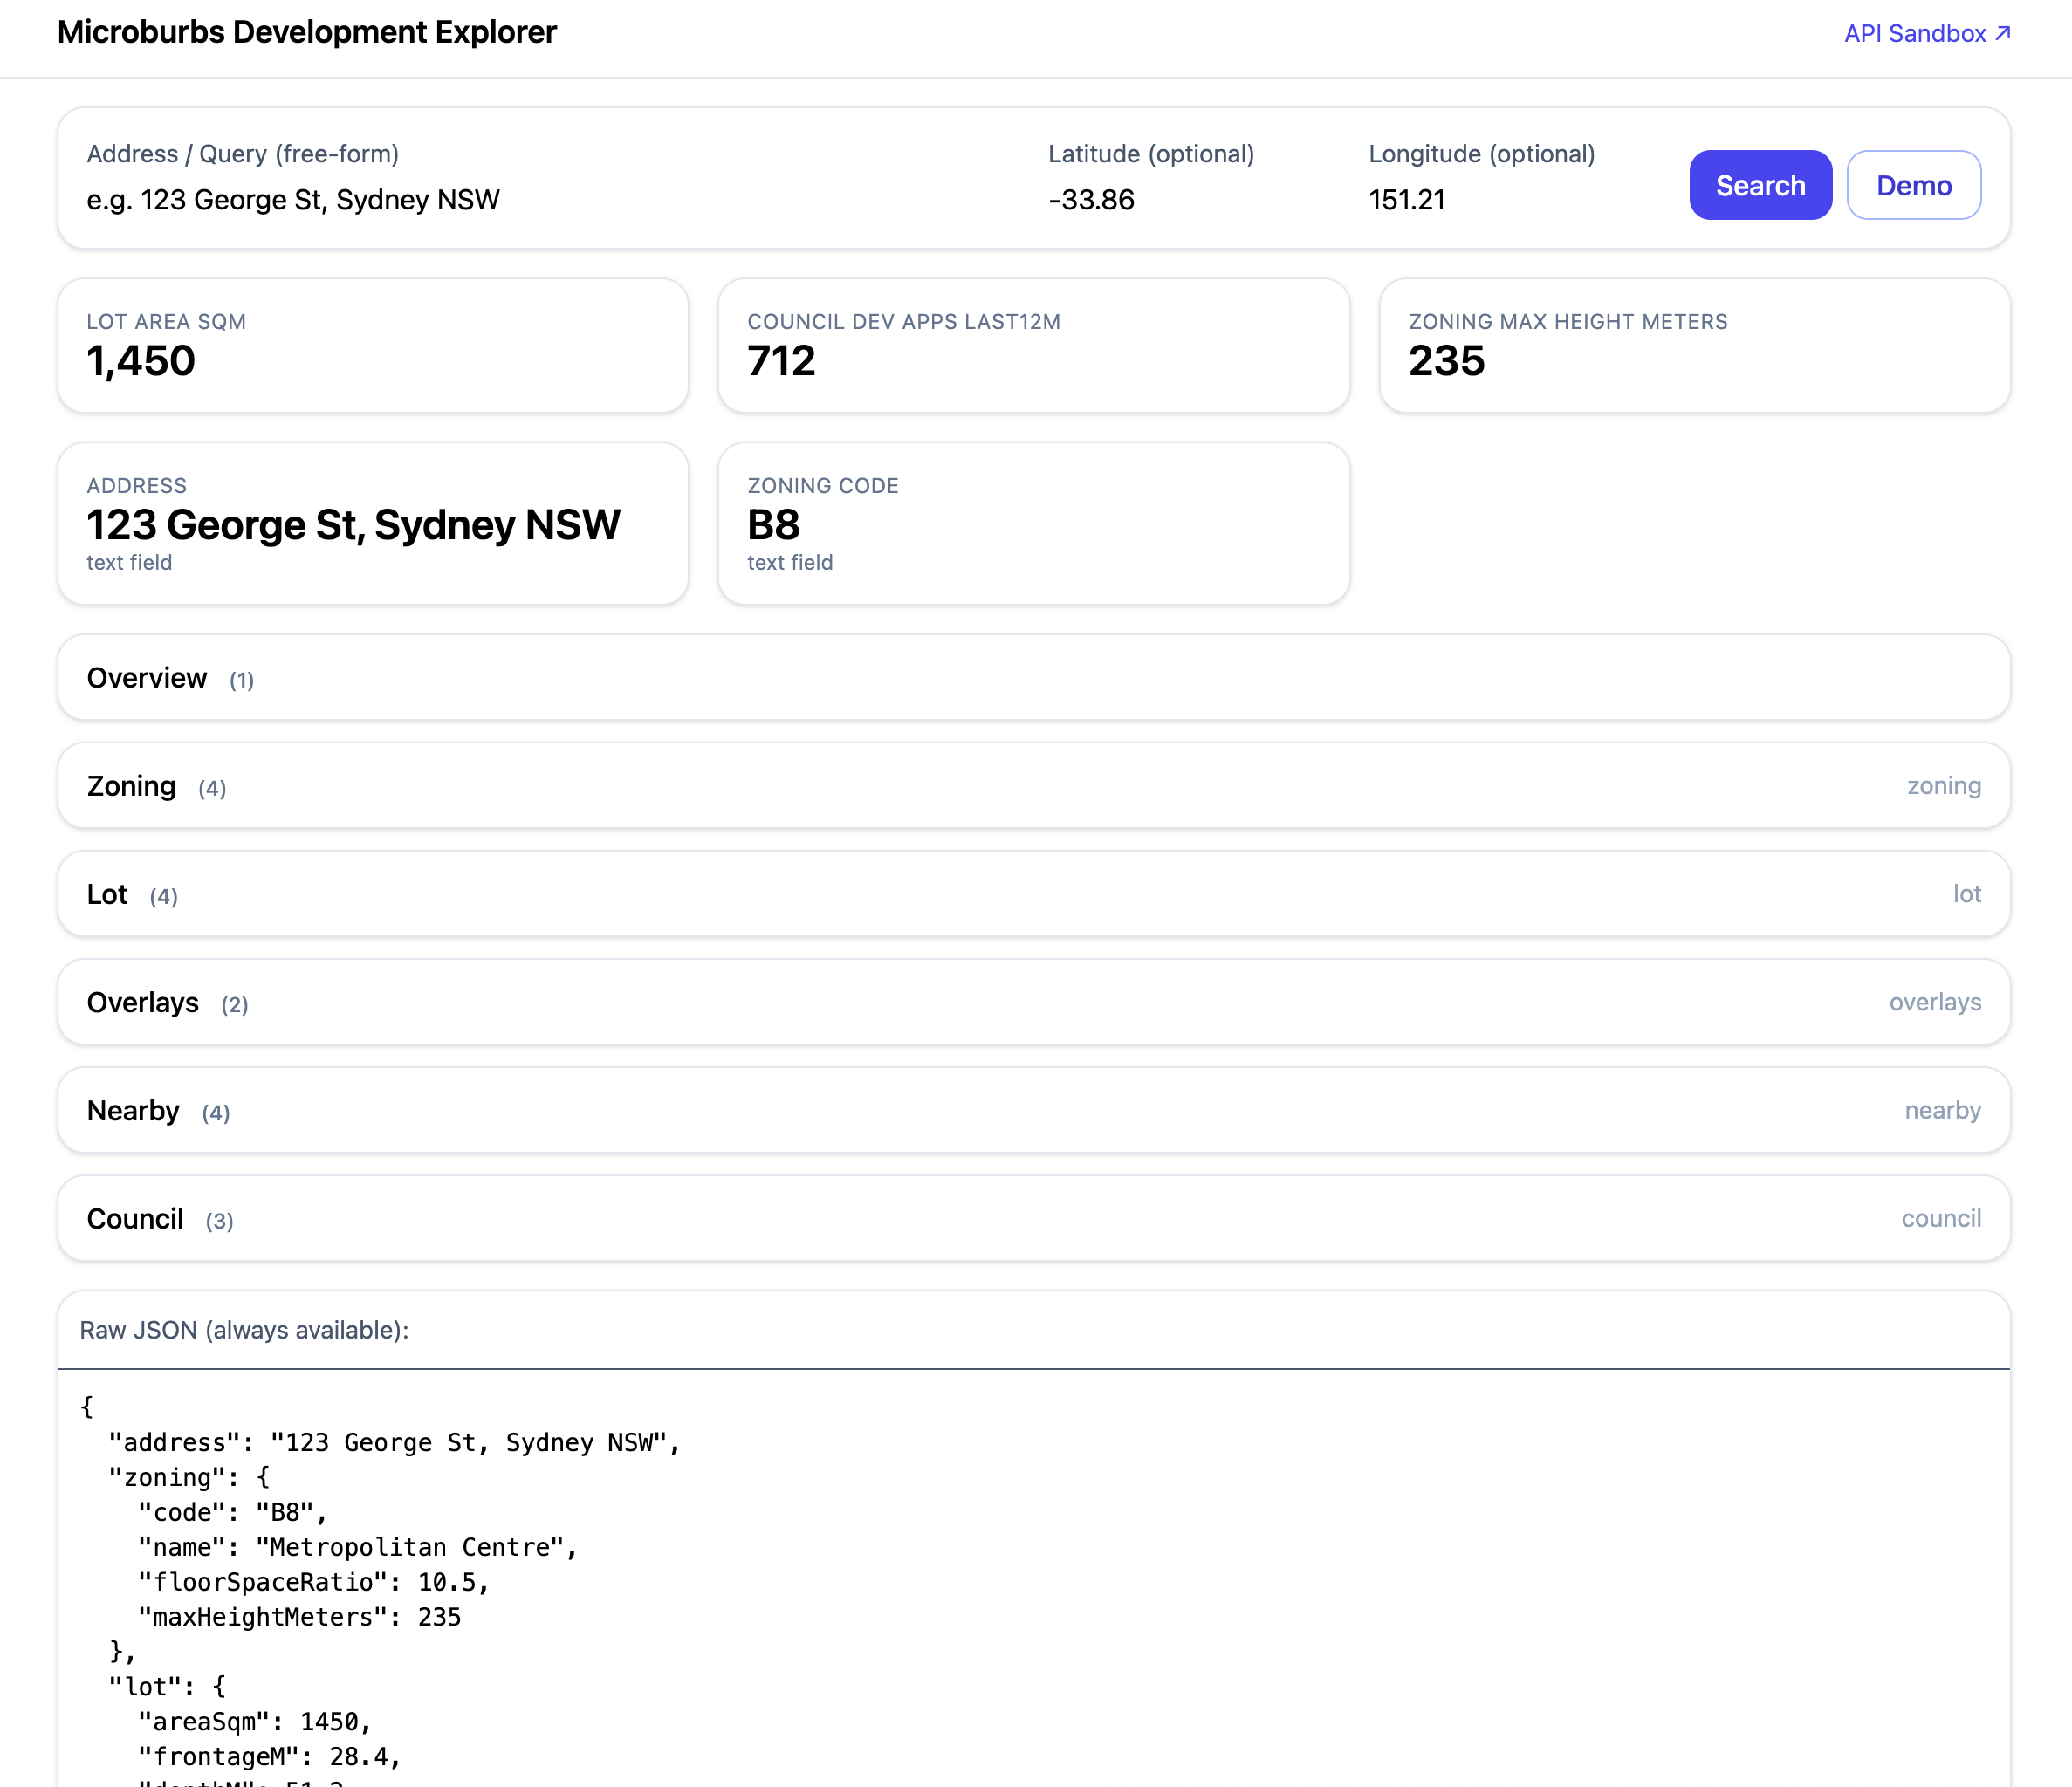 Microburbs Development Explorer
API Sandbox ↗
Address / Query (free-form)
Latitude (optional)
Longitude (optional)
e.g. 123 George St, Sydney NSW
-33.86
151.21
Search
Demo
LOT AREA SQM
1,450
COUNCIL DEV APPS LAST12M
712
ZONING MAX HEIGHT METERS
235
ADDRESS
123 George St, Sydney NSW
text field
ZONING CODE
B8
text field
Overview (1)
Zoning (4)
zoning
Lot (4)
lot
Overlays (2)
overlays
Nearby (4)
nearby
Council (3)
council
Raw JSON (always available):
{
"address": "123 George St, Sydney NSW",
"zoning": {
"code": "B8",
"name": "Metropolitan Centre",
"floorSpaceRatio": 10.5,
"maxHeightMeters": 235
},
"lot": {
"areaSqm": 1450,
"frontageM": 28.4,